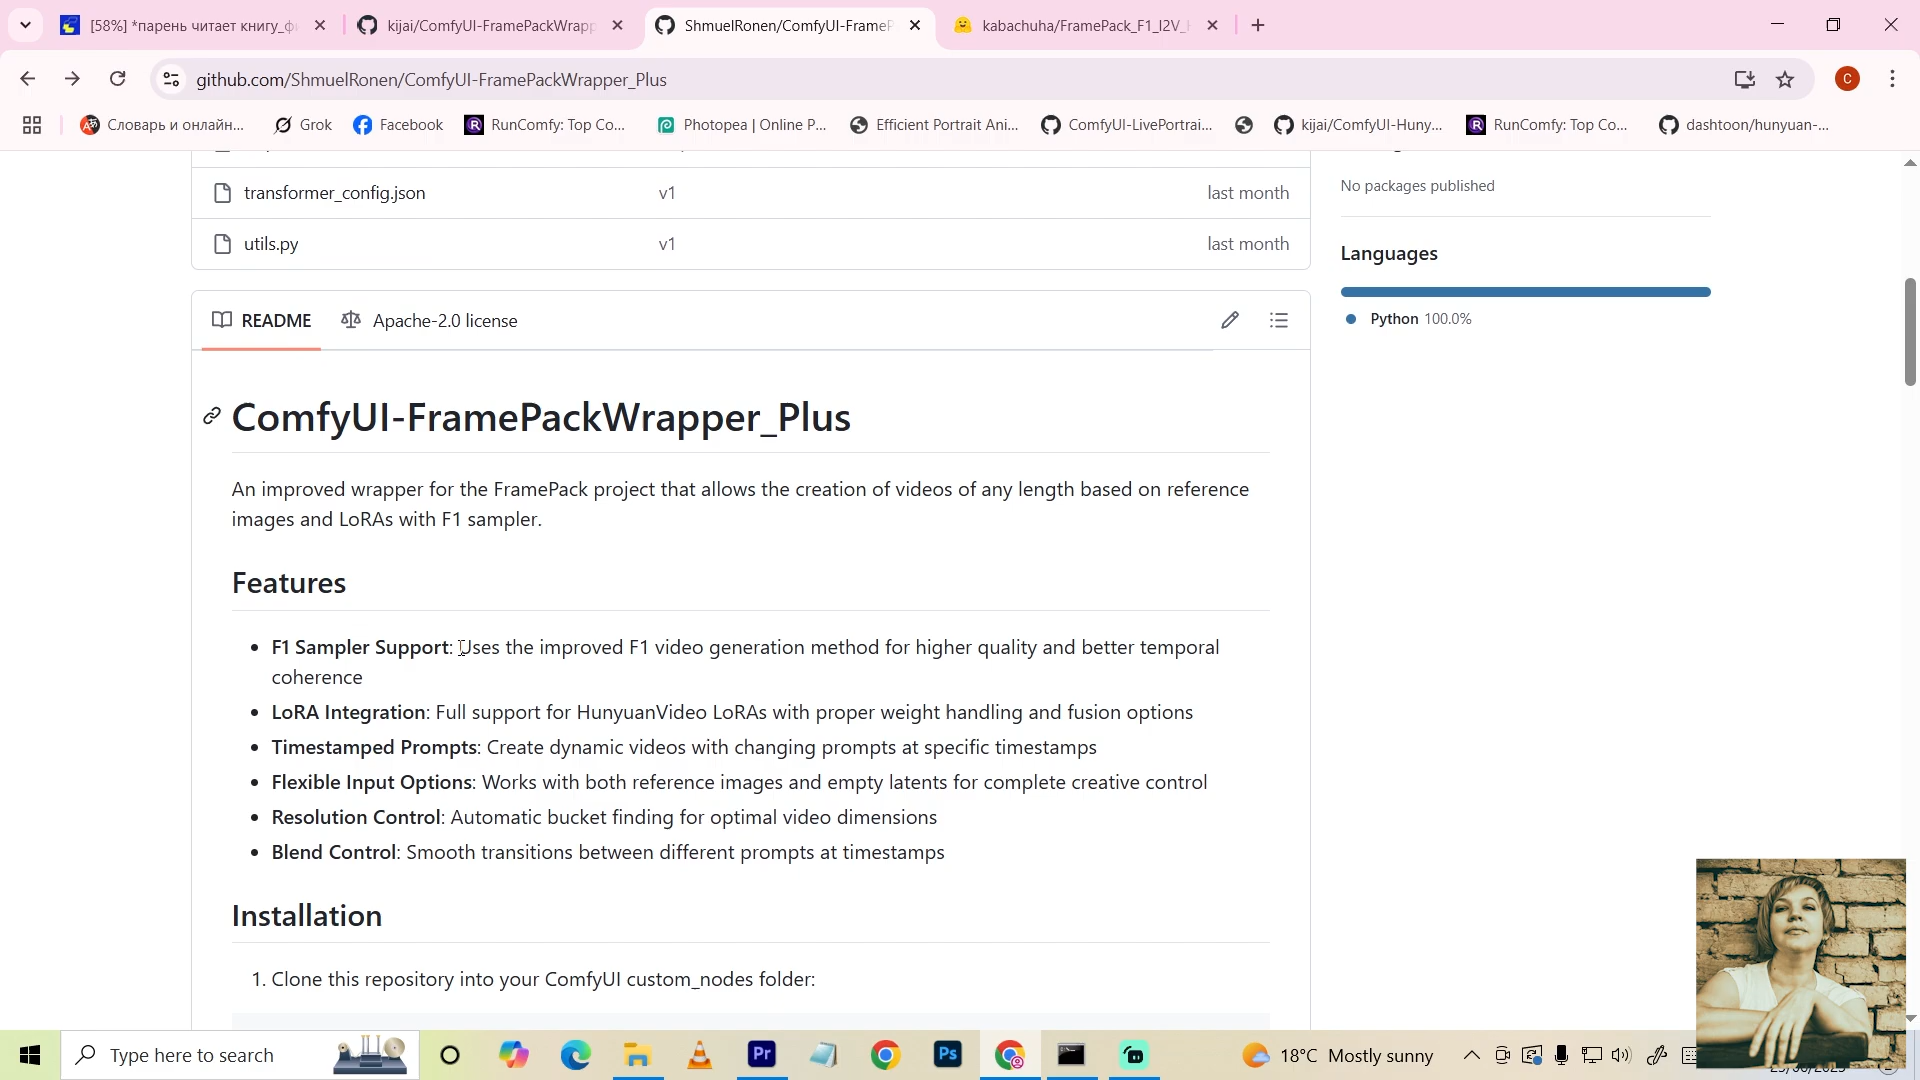 [58%] *парень читает книгу_ф
kijai/ComfyUI-FramePackWrapp
ShmuelRonen/ComfyUI-FrameP
kabachuha/FramePack_F1_I2V_
github.com/ShmuelRonen/ComfyUI-FramePackWrapper_Plus
C
Словарь и онлайн...
Grok
Facebook
RunComfy: Top Co...
Photopea | Online P...
Efficient Portrait Ani...
ComfyUI-LivePortrai...
kijai/ComfyUI-Huny...
RunComfy: Top Co...
dashtoon/hunyuan-...
No packages published
transformer_config.json v1 last month
utils.py v1 last month
Languages
Python 100.0%
README
Apache-2.0 license
ComfyUI-FramePackWrapper_Plus
An improved wrapper for the FramePack project that allows the creation of videos of any length based on reference
images and LoRAs with F1 sampler.
Features
F1 Sampler Support: Uses the improved F1 video generation method for higher quality and better temporal
coherence
LoRA Integration: Full support for HunyuanVideo LoRAs with proper weight handling and fusion options
Timestamped Prompts: Create dynamic videos with changing prompts at specific timestamps
Flexible Input Options: Works with both reference images and empty latents for complete creative control
Resolution Control: Automatic bucket finding for optimal video dimensions
Blend Control: Smooth transitions between different prompts at timestamps
Installation
1. Clone this repository into your ComfyUI custom_nodes folder:
Type here to search
Pr
Ps
18°C Mostly sunny